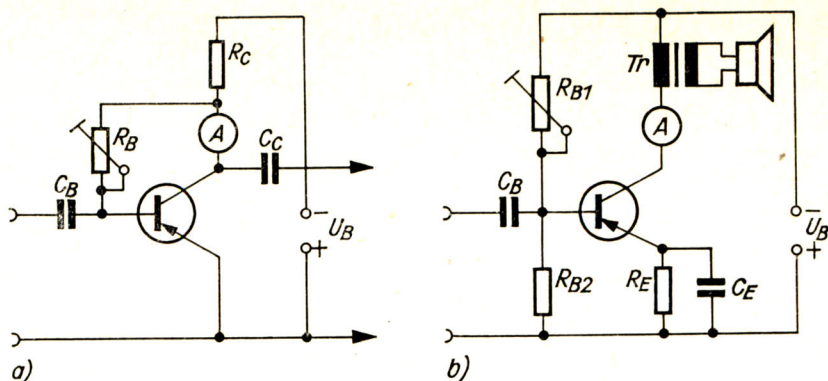 R_C
R_B
A
C_C
C_B
− U_B
+
a)
Tr
R_B1
A
C_B
− U_B
+
R_B2
R_E
C_E
b)